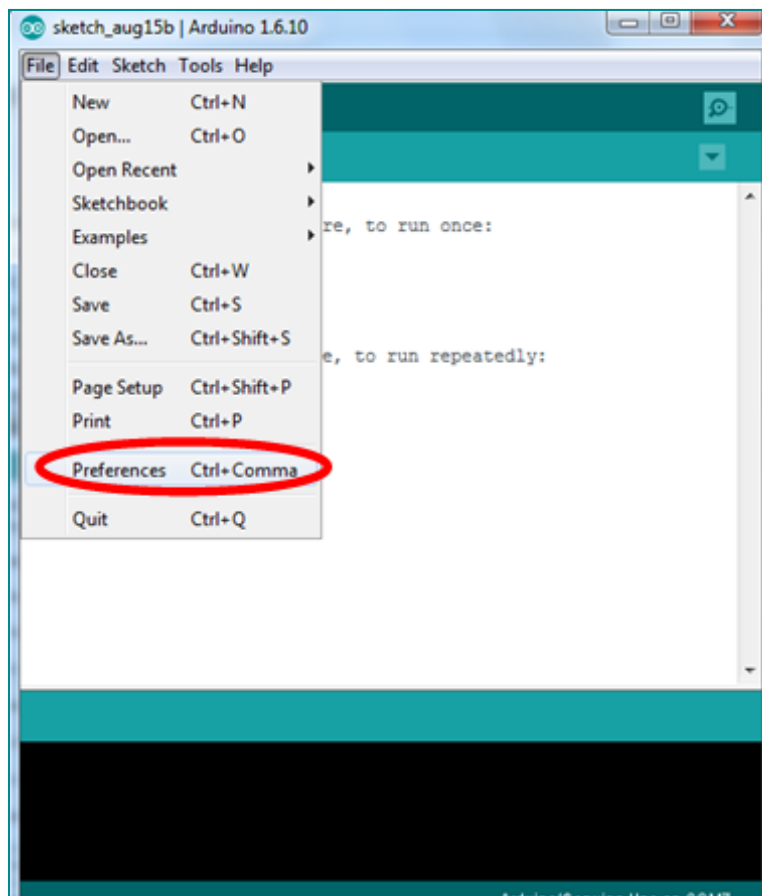 sketch_aug15b | Arduino 1.6.10
File Edit Sketch Tools Help
New Ctrl+N
Open... Ctrl+O
Open Recent
Sketchbook
re, to run once:
Examples
Close Ctrl+W
Save Ctrl+S
Save As... Ctrl+Shift+S
e, to run repeatedly:
Page Setup Ctrl+Shift+P
Print Ctrl+P
Preferences Ctrl+Comma
Quit Ctrl+Q